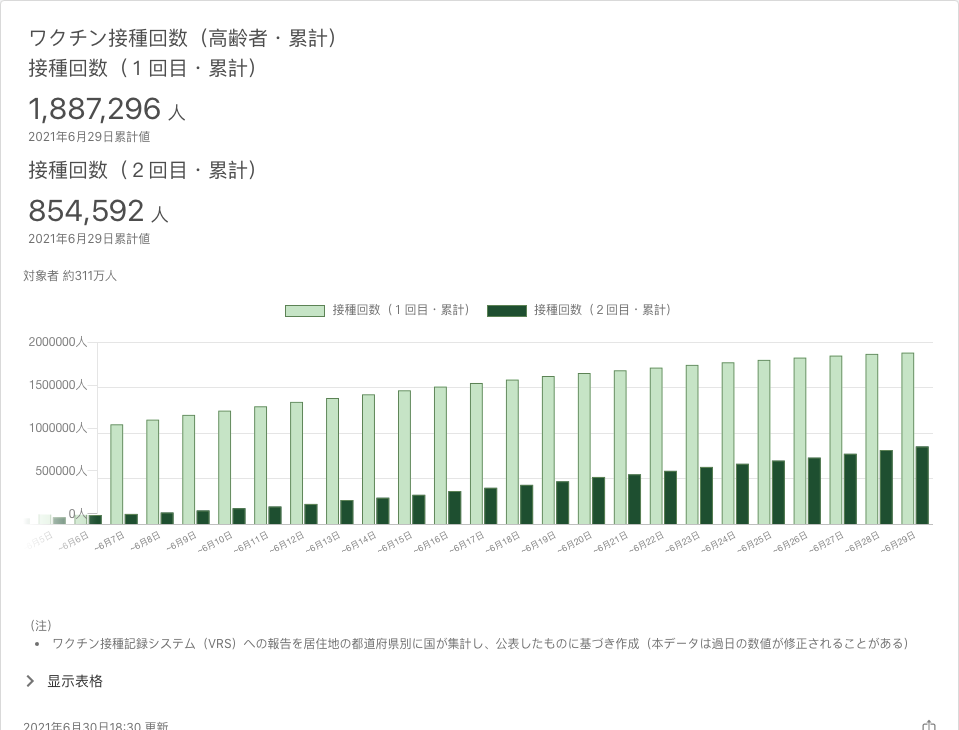 ワクチン接種回数（高齢者・累計）
接種回数（１回目・累計）
1,887,296 人
2021年6月29日累計値
接種回数（２回目・累計）
854,592 人
2021年6月29日累計値
対象者 約311万人
接種回数（１回目・累計） 接種回数（２回目・累計）
2000000人
1500000人
1000000人
500000人
0人
~6月6日 ~6月7日 ~6月8日 ~6月9日 ~6月10日 ~6月11日 ~6月12日 ~6月13日 ~6月14日 ~6月15日 ~6月16日 ~6月17日 ~6月18日 ~6月19日 ~6月20日 ~6月21日 ~6月22日 ~6月23日 ~6月24日 ~6月25日 ~6月26日 ~6月27日 ~6月28日 ~6月29日
（注）
• ワクチン接種記録システム（VRS）への報告を居住地の都道府県別に国が集計し、公表したものに基づき作成（本データは過日の数値が修正されることがある）
显示表格
2021年6月30日18:30 更新